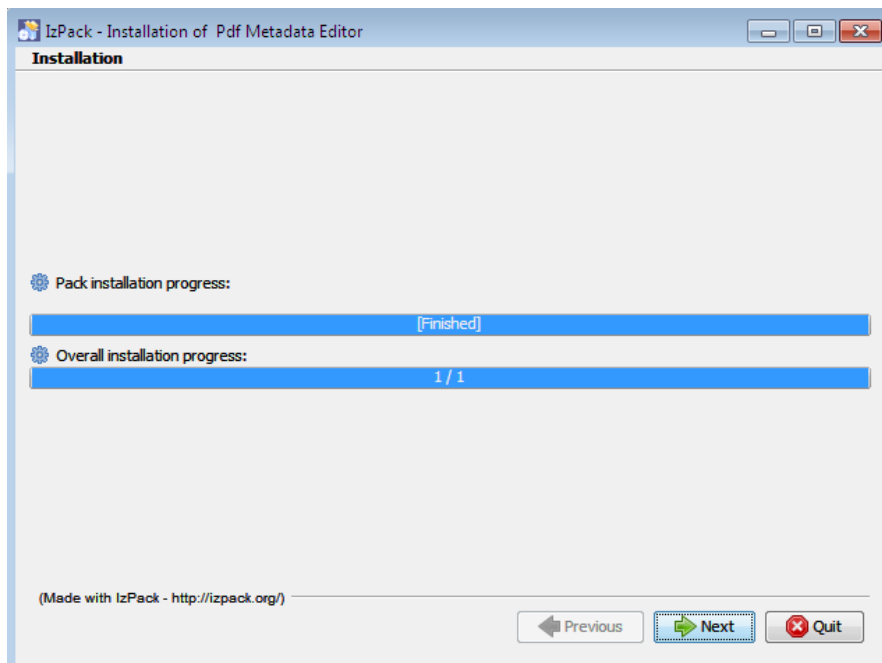 IzPack - Installation of  Pdf Metadata Editor
Installation
Pack installation progress:
[Finished]
Overall installation progress:
1 / 1
(Made with IzPack - http://izpack.org/)
Previous Next Quit